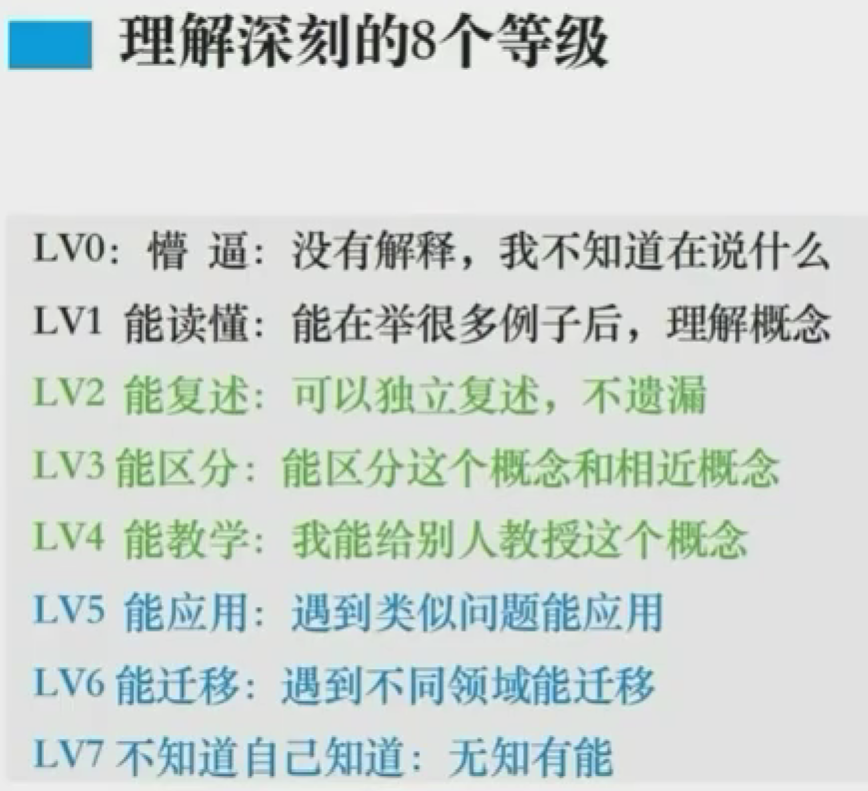 理解深刻的8个等级
LV0：懵 逼：没有解释，我不知道在说什么
LV1 能读懂：能在举很多例子后，理解概念
LV2 能复述：可以独立复述，不遗漏
LV3 能区分：能区分这个概念和相近概念
LV4 能教学：我能给别人教授这个概念
LV5 能应用：遇到类似问题能应用
LV6 能迁移：遇到不同领域能迁移
LV7 不知道自己知道：无知有能